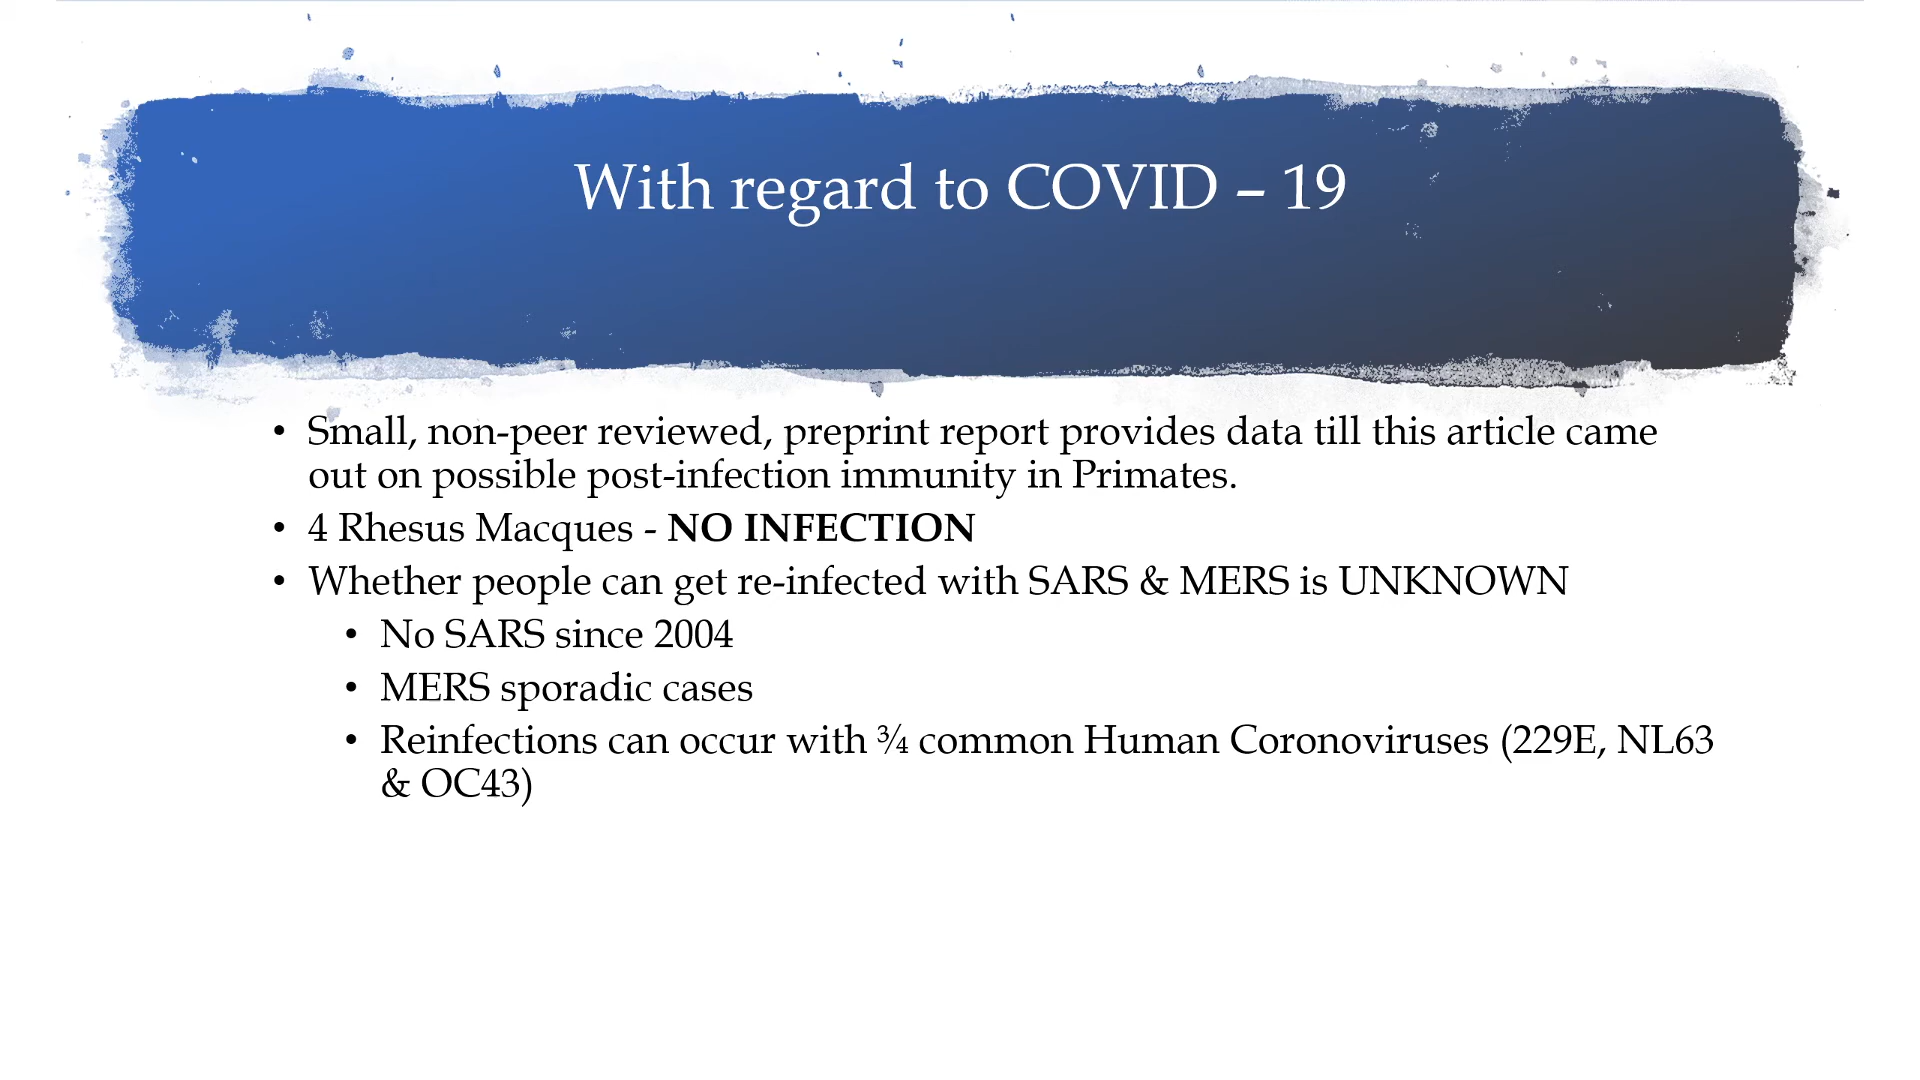 With regard to COVID – 19
• Small, non-peer reviewed, preprint report provides data till this article came
out on possible post-infection immunity in Primates.
• 4 Rhesus Macques - NO INFECTION
• Whether people can get re-infected with SARS & MERS is UNKNOWN
• No SARS since 2004
• MERS sporadic cases
• Reinfections can occur with ¾ common Human Coronoviruses (229E, NL63
& OC43)